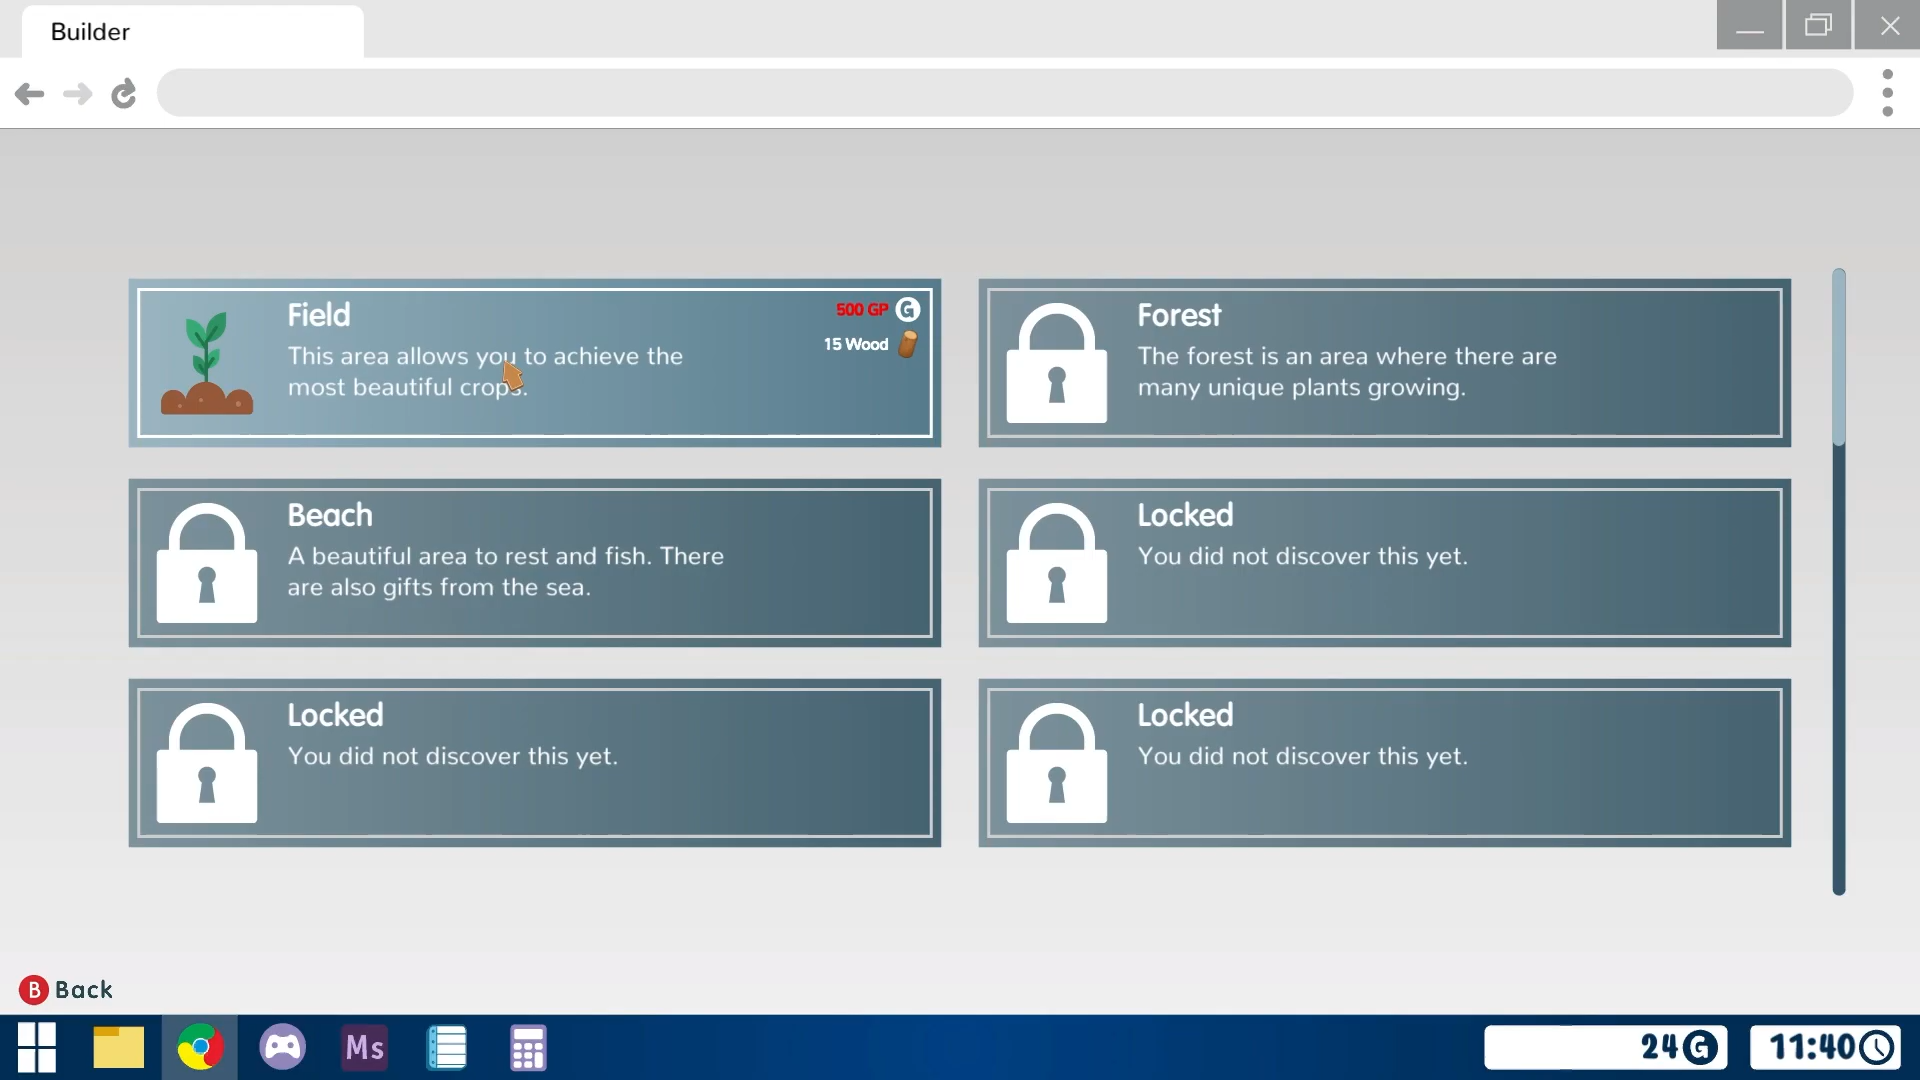 Builder
Field
500 GP G
This area allows you to achieve the
15 Wood
most beautiful crops.
Forest
The forest is an area where there are
many unique plants growing.
Beach
A beautiful area to rest and fish. There
are also gifts from the sea.
Locked
You did not discover this yet.
Locked
You did not discover this yet.
Locked
You did not discover this yet.
B Back
Ms
24 G
11:40